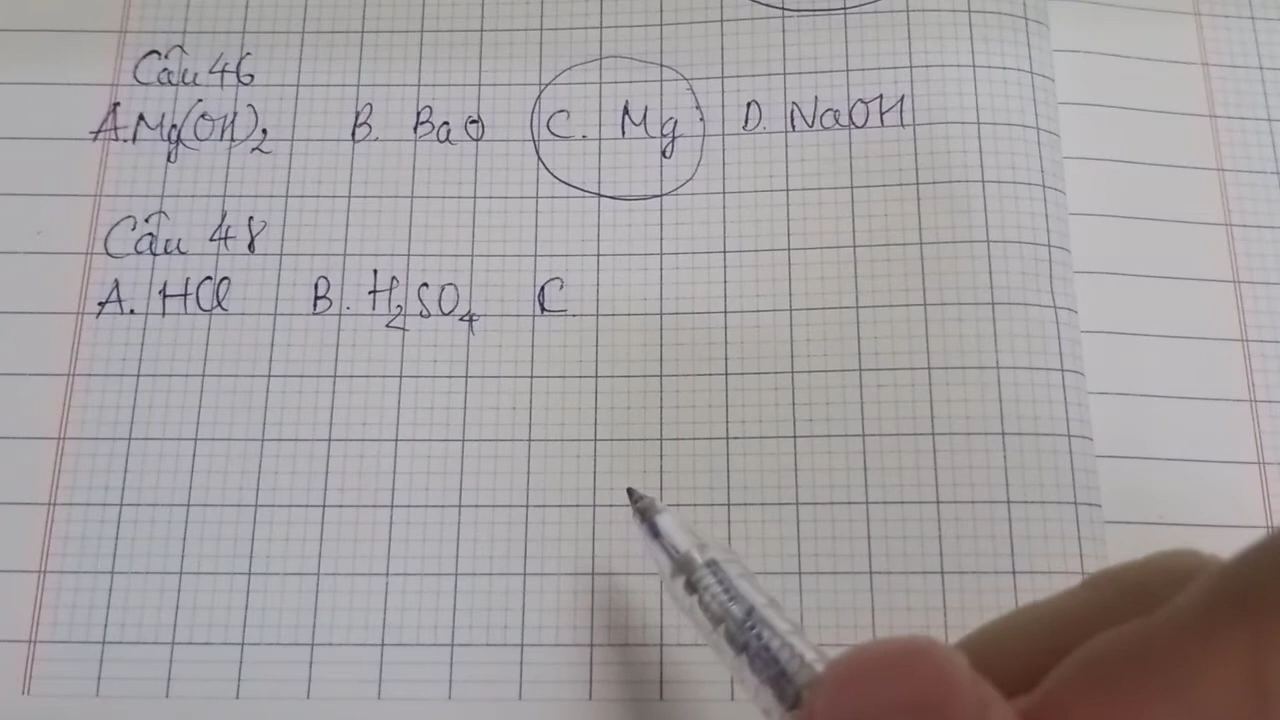 Câu 46
A. Mg(OH)₂ B. BaO C. Mg D. NaOH
Câu 48
A. HCl B. H₂SO₄ C